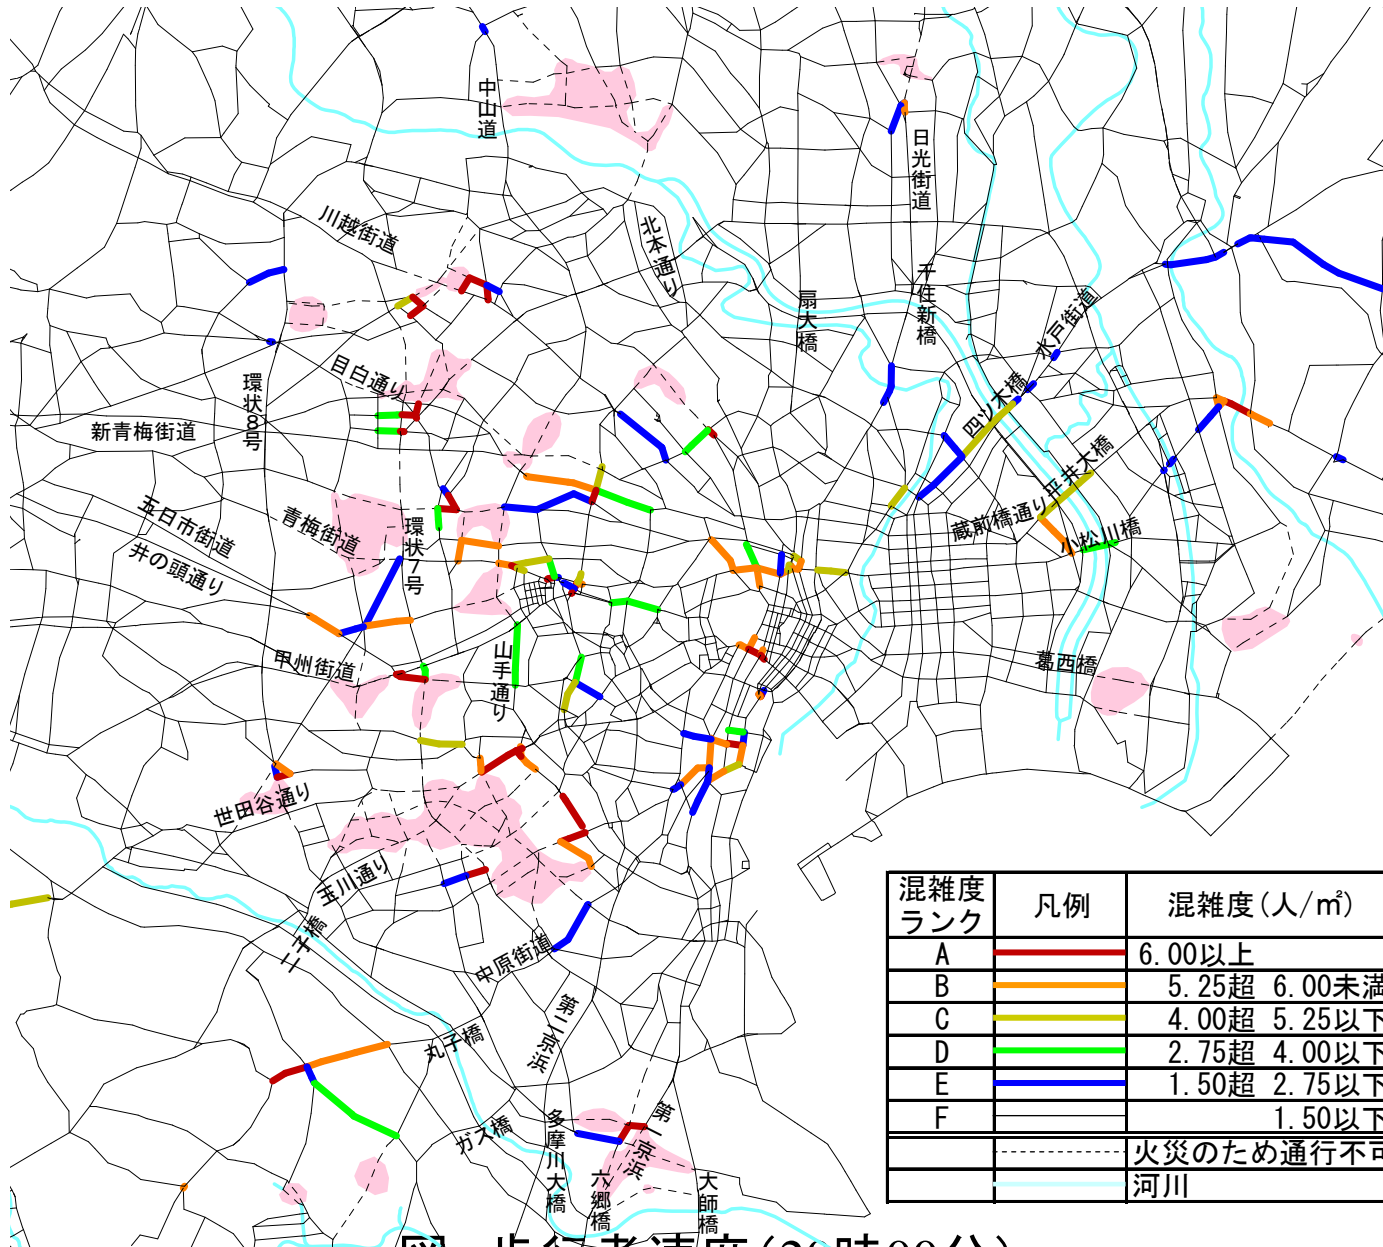 中山道
日光街道
川越街道
北本通り
千住新橋
扇大橋
水戸街道
目白通り
環状8号
四ツ木橋
新青梅街道
平井大橋
五日市街道
青梅街道
環状7号
蔵前橋通り
小松川橋
井の頭通り
甲州街道
山手通り
葛西橋
世田谷通り
玉川通り
二子橋
中原街道
第二京浜
丸子橋
ガス橋
多摩川大橋
六郷橋
第一京浜
大師橋
混雑度ランク 凡例 混雑度(人/㎡)
A 6.00以上
B 5.25超 6.00未満
C 4.00超 5.25以下
D 2.75超 4.00以下
E 1.50超 2.75以下
F 1.50以下
火災のため通行不可
河川